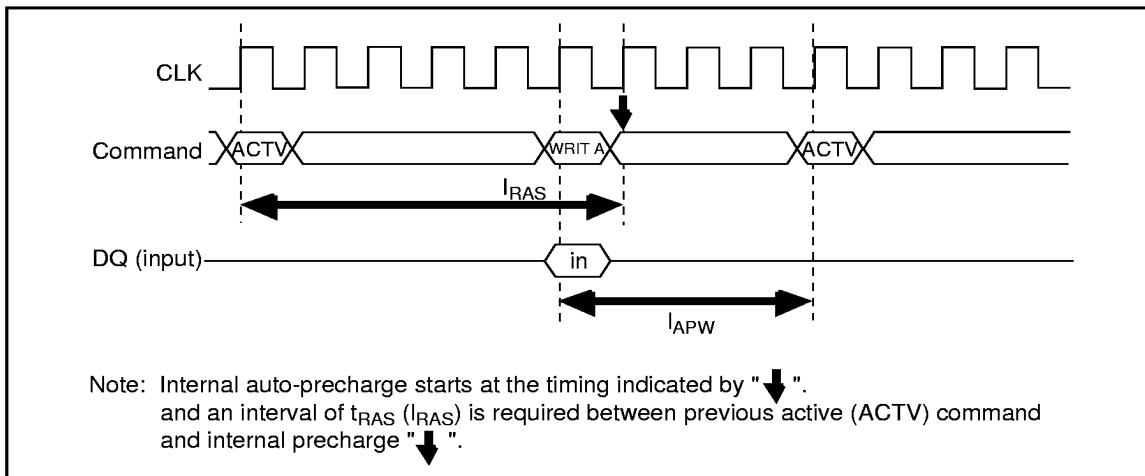 CLK
Command ACTV WRIT A ACTV
lRAS
DQ (input) in
lAPW
Note: Internal auto-precharge starts at the timing indicated by " ".
and an interval of tRAS (lRAS) is required between previous active (ACTV) command
and internal precharge " ".